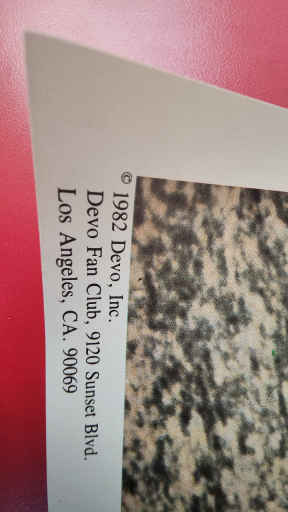 © 1982 Devo, Inc.
Devo Fan Club, 9120 Sunset Blvd.
Los Angeles, CA. 90069